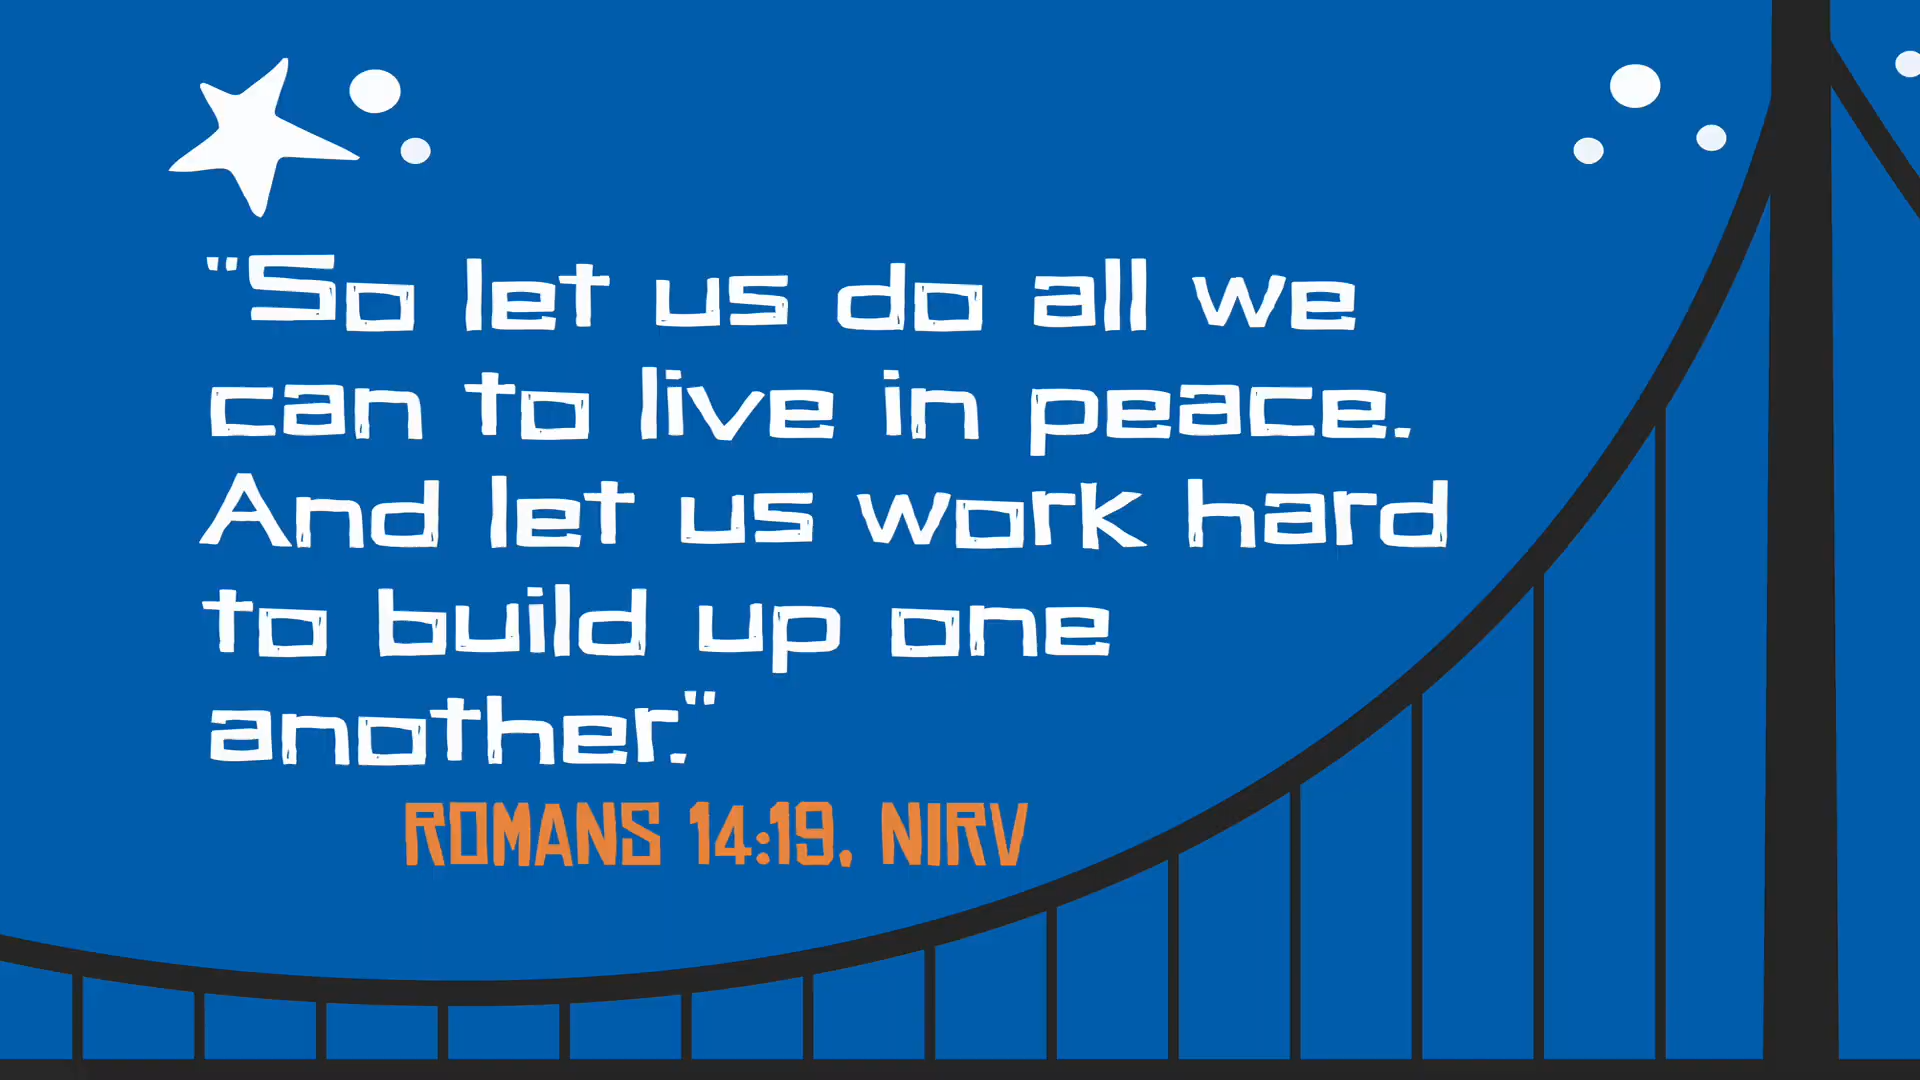 "So let us do all we
can to live in peace.
And let us work hard
to build up one
another."
ROMANS 14:19, NIRV